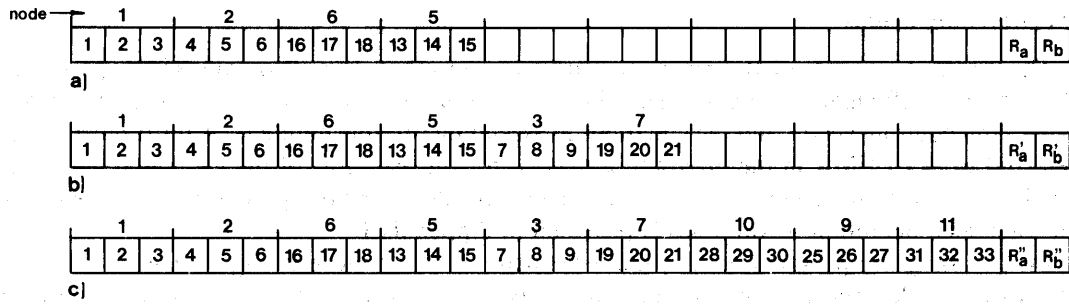 node 1 2 6 5
1 2 3 4 5 6 16 17 18 13 14 15 Ra Rb
a)
1 2 6 5 3 7
1 2 3 4 5 6 16 17 18 13 14 15 7 8 9 19 20 21 R'a R'b
b)
1 2 6 5 3 7 10 9 11
1 2 3 4 5 6 16 17 18 13 14 15 7 8 9 19 20 21 28 29 30 25 26 27 31 32 33 R"a R"b
c)